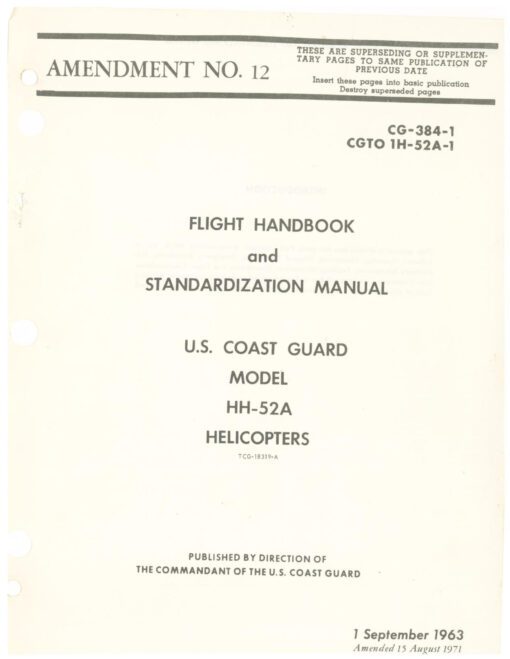 AMENDMENT NO. 12
THESE ARE SUPERSEDING OR SUPPLEMEN-
TARY PAGES TO SAME PUBLICATION OF
PREVIOUS DATE
Insert these pages into basic publication
Destroy superseded pages
CG-384-1
CGTO 1H-52A-1
FLIGHT HANDBOOK
and
STANDARDIZATION MANUAL
U.S. COAST GUARD
MODEL
HH-52A
HELICOPTERS
TCG-18319-A
PUBLISHED BY DIRECTION OF
THE COMMANDANT OF THE U.S. COAST GUARD
1 September 1963
Amended 15 August 1971